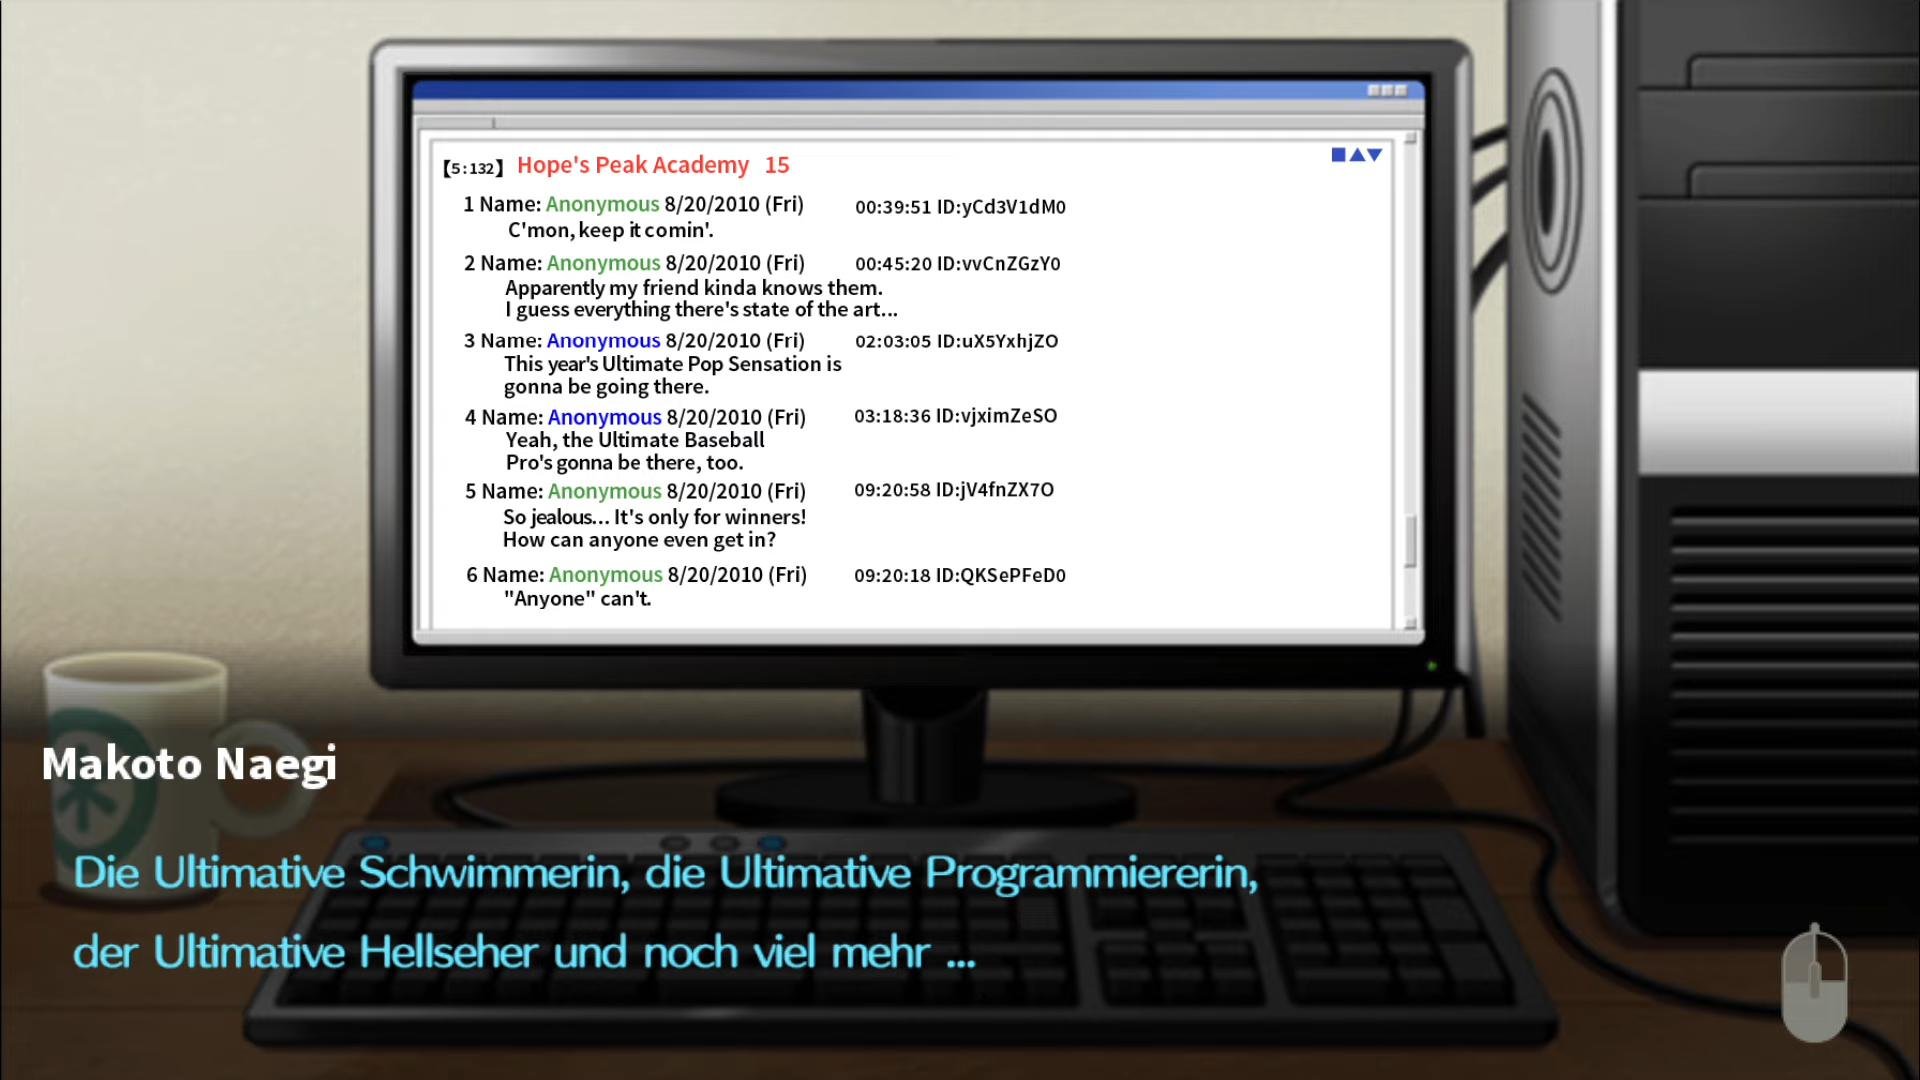 【5:132】 Hope's Peak Academy 15
1 Name: Anonymous 8/20/2010 (Fri) 00:39:51 ID:yCd3V1dM0
C'mon, keep it comin'.
2 Name: Anonymous 8/20/2010 (Fri) 00:45:20 ID:vvCnZGzY0
Apparently my friend kinda knows them.
I guess everything there's state of the art...
3 Name: Anonymous 8/20/2010 (Fri) 02:03:05 ID:uX5YxhjZO
This year's Ultimate Pop Sensation is
gonna be going there.
4 Name: Anonymous 8/20/2010 (Fri) 03:18:36 ID:vjximZeSO
Yeah, the Ultimate Baseball
Pro's gonna be there, too.
5 Name: Anonymous 8/20/2010 (Fri) 09:20:58 ID:jV4fnZX7O
So jealous... It's only for winners!
How can anyone even get in?
6 Name: Anonymous 8/20/2010 (Fri) 09:20:18 ID:QKSePFeD0
"Anyone" can't.
Makoto Naegi
Die Ultimative Schwimmerin, die Ultimative Programmiererin,
der Ultimative Hellseher und noch viel mehr ...